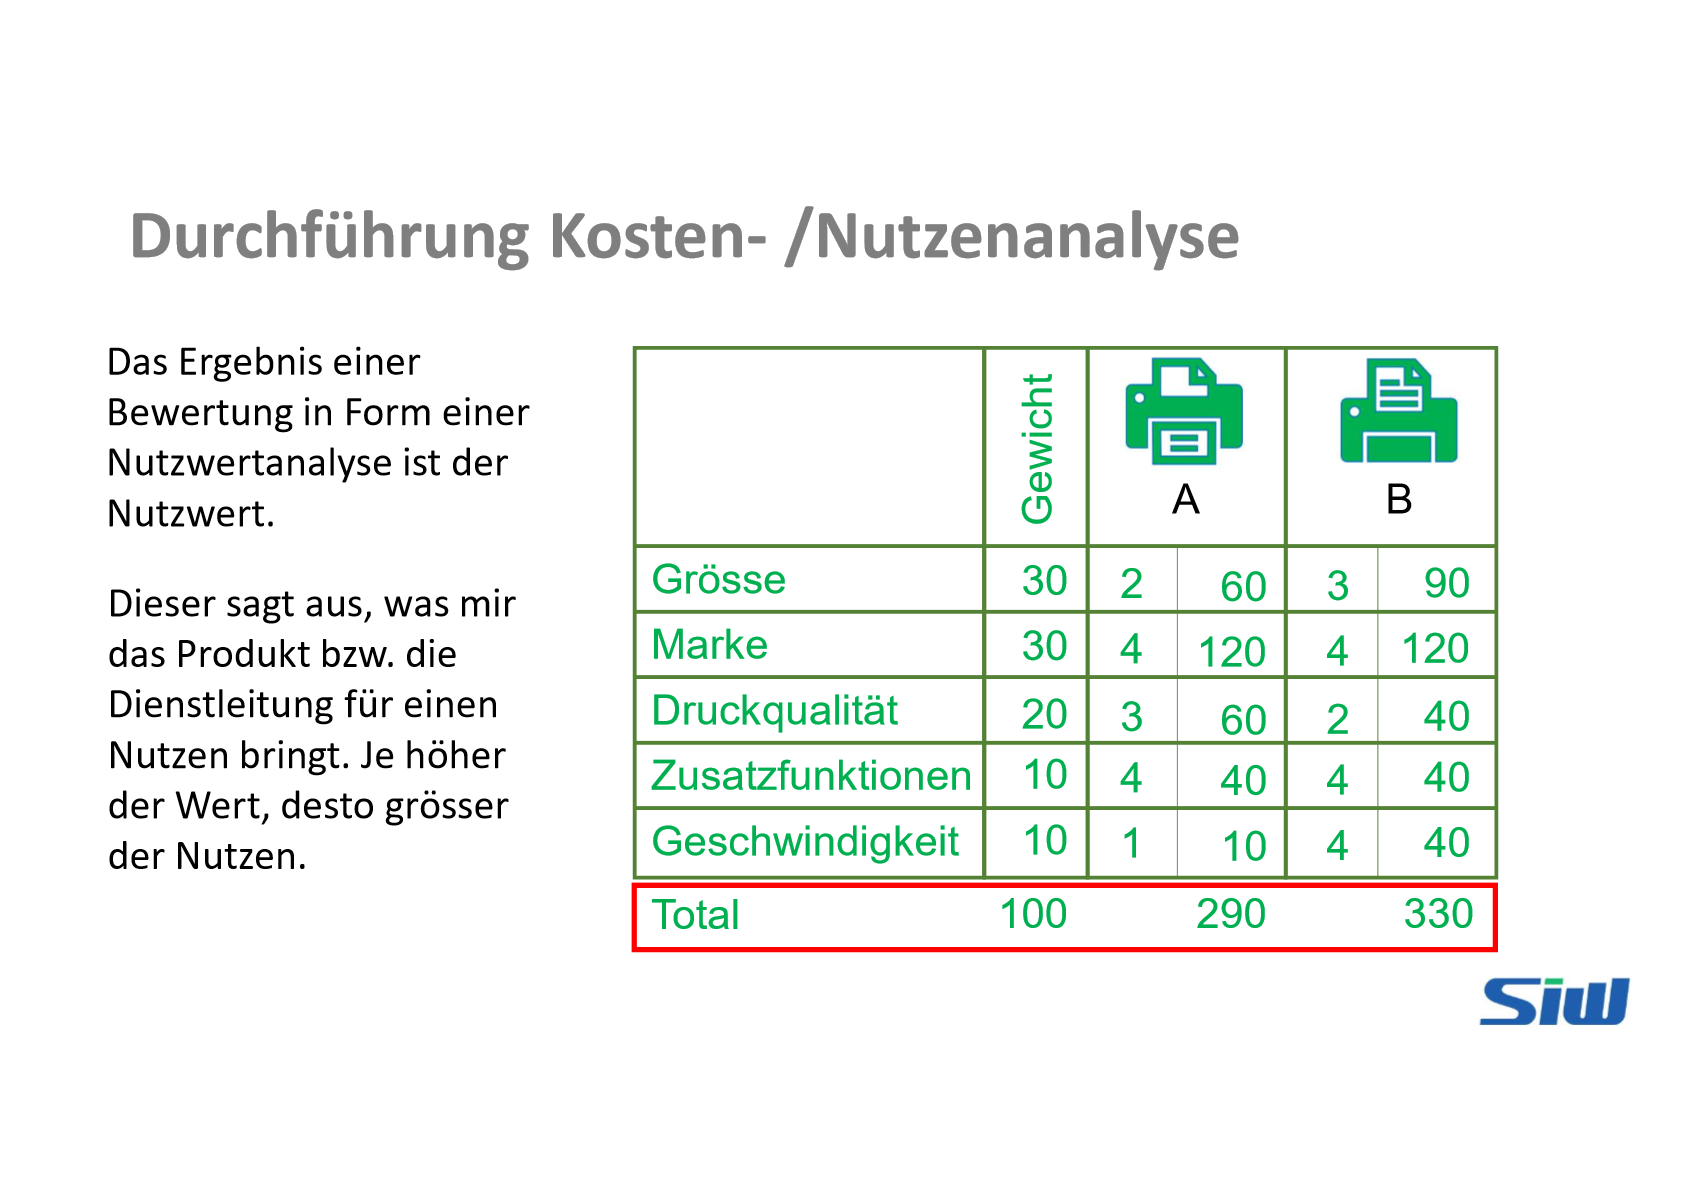 Durchführung Kosten- /Nutzenanalyse
Das Ergebnis einer
Bewertung in Form einer
Nutzwertanalyse ist der
Nutzwert.
Dieser sagt aus, was mir
das Produkt bzw. die
Dienstleitung für einen
Nutzen bringt. Je höher
der Wert, desto grösser
der Nutzen.
Gewicht A B
Grösse 30 2 60 3 90
Marke 30 4 120 4 120
Druckqualität 20 3 60 2 40
Zusatzfunktionen 10 4 40 4 40
Geschwindigkeit 10 1 10 4 40
Total 100 290 330
Siw